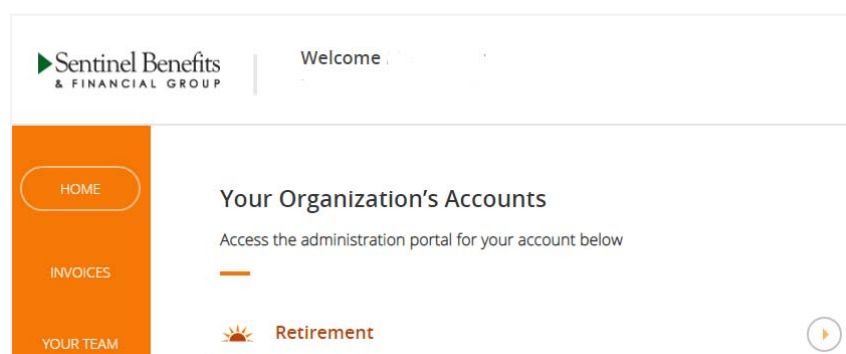 Sentinel Benefits
& FINANCIAL GROUP
Welcome
HOME
Your Organization's Accounts
Access the administration portal for your account below
INVOICES
Retirement
YOUR TEAM